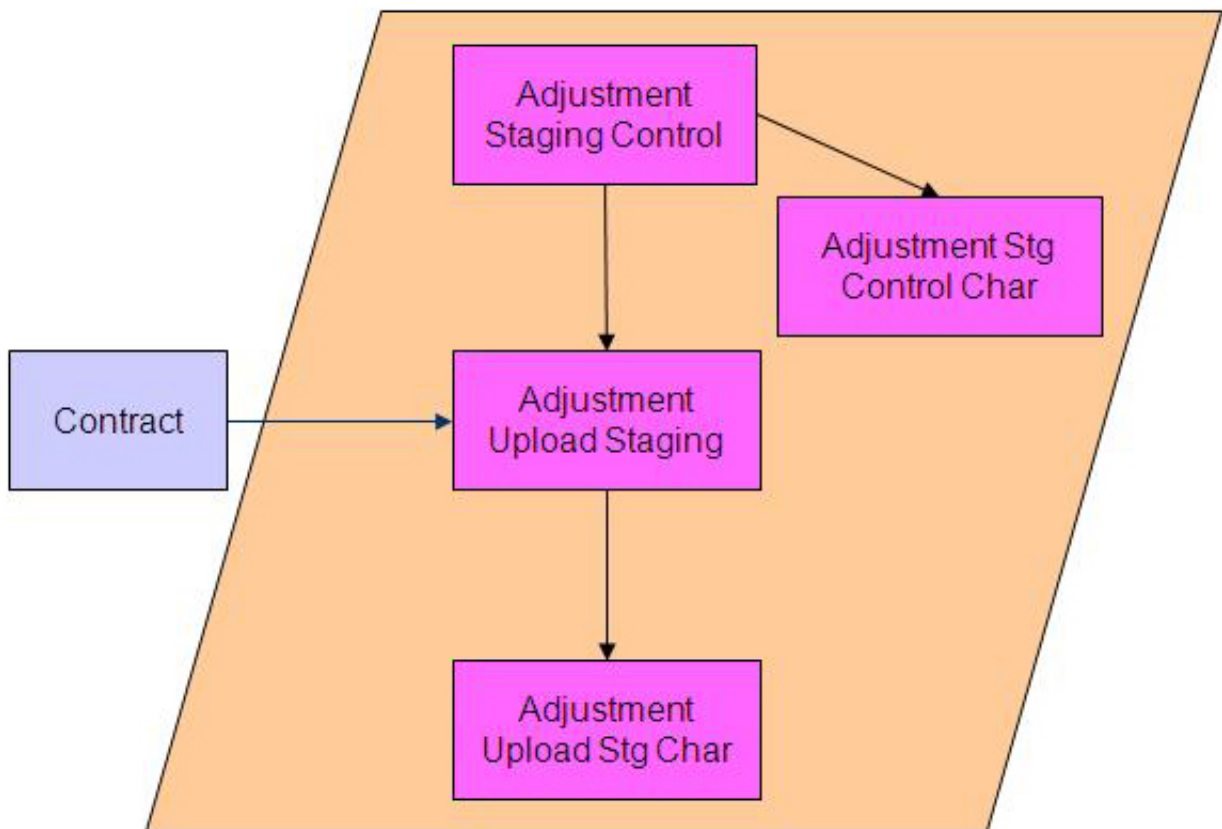 Adjustment
Staging Control
Adjustment Stg
Control Char
Contract
Adjustment
Upload Staging
Adjustment
Upload Stg Char